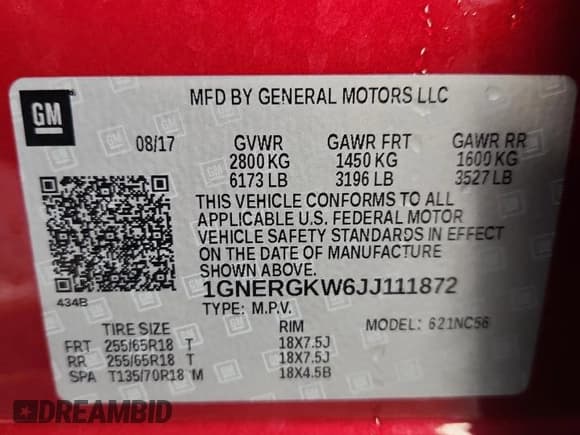 GM
MFD BY GENERAL MOTORS LLC
08/17 GVWR GAWR FRT GAWR RR
2800 KG 1450 KG 1600 KG
6173 LB 3196 LB 3527 LB
THIS VEHICLE CONFORMS TO ALL
APPLICABLE U.S. FEDERAL MOTOR
VEHICLE SAFETY STANDARDS IN EFFECT
ON THE DATE OF MANUFACTURE
SHOWN ABOVE.
434B
1GNERGKW6JJ111872
TYPE: M.P.V. MODEL: 621NC56
TIRE SIZE RIM
FRT 255/65R18 T 18X7.5J
RR 255/65R18 T 18X7.5J
SPA T135/70R18 M 18X4.5B
DREAMBID